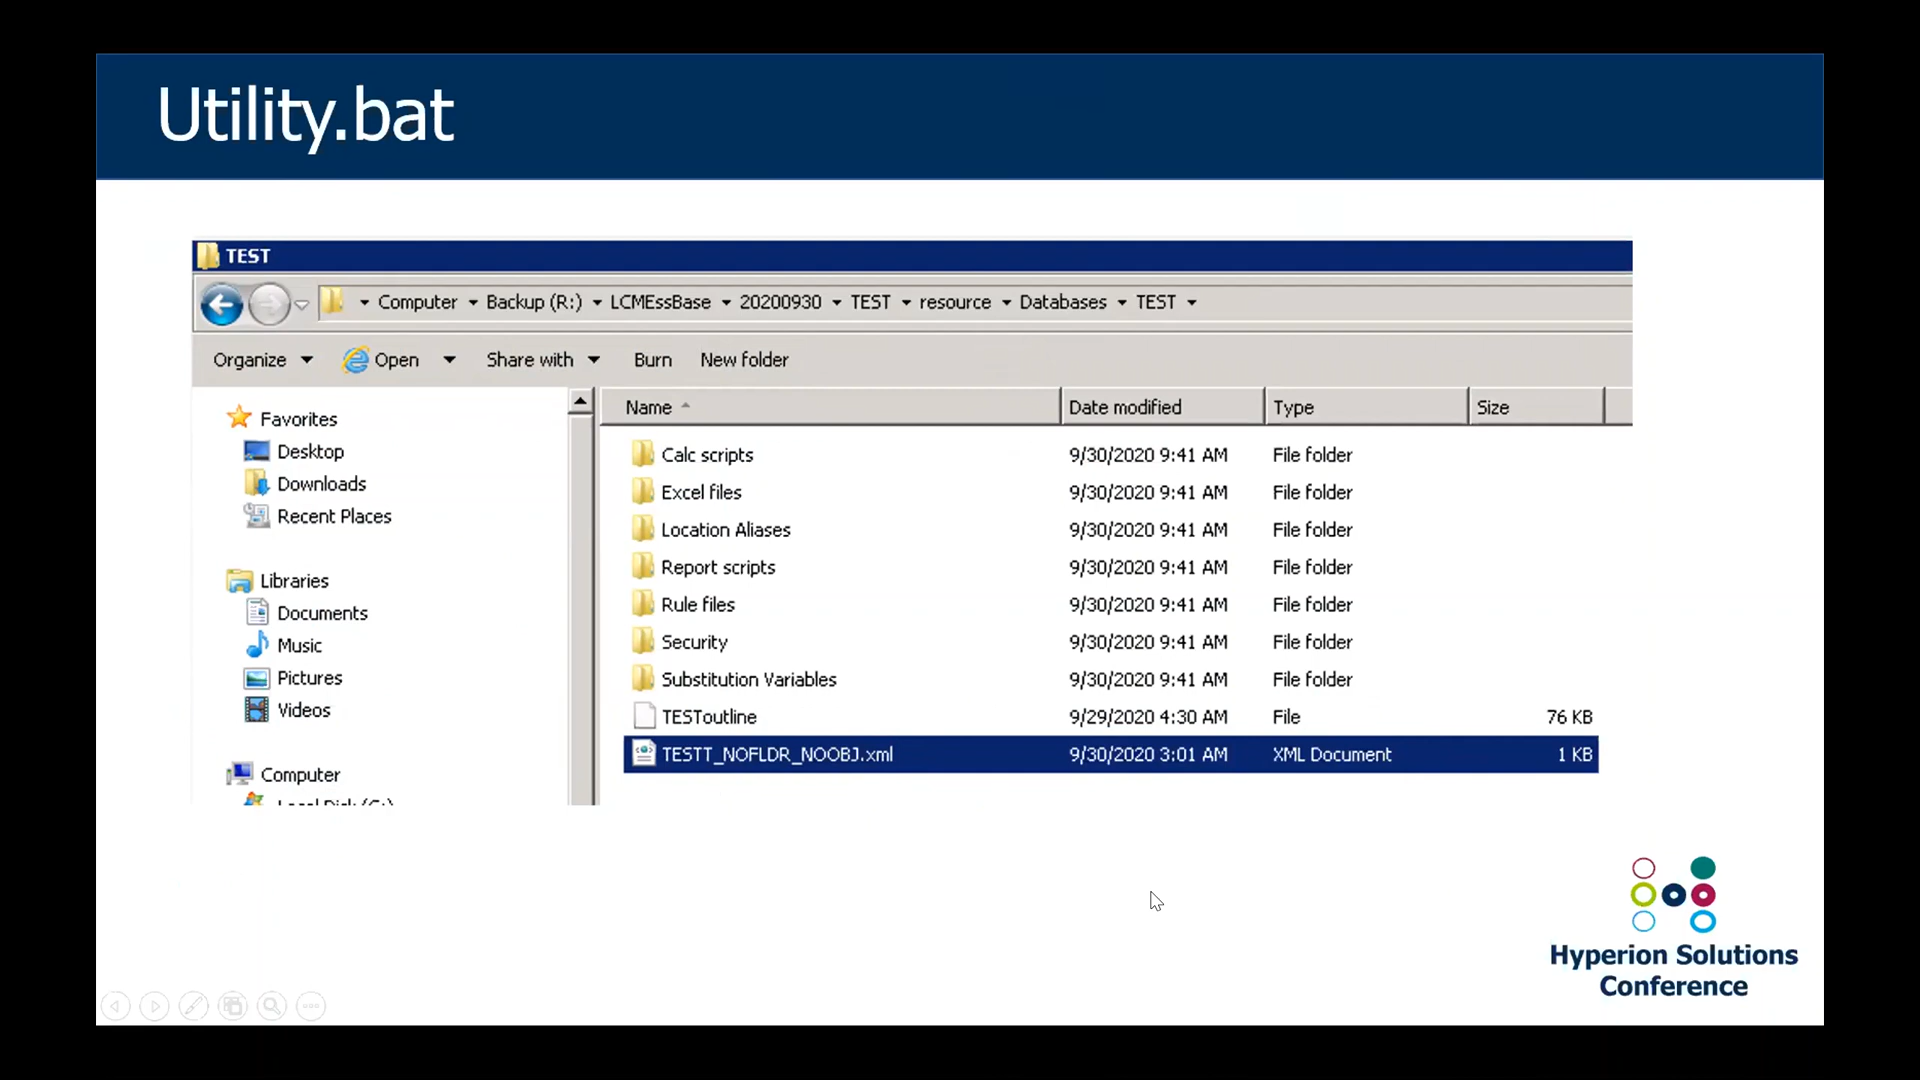 Utility.bat
TEST
Computer Backup (R:) LCMEssBase 20200930 TEST resource Databases TEST
Organize Open Share with Burn New folder
Name Date modified Type Size
Favorites
Desktop
Downloads
Recent Places
Libraries
Documents
Music
Pictures
Videos
Computer
Local Disk (C:)
Calc scripts 9/30/2020 9:41 AM File folder
Excel files 9/30/2020 9:41 AM File folder
Location Aliases 9/30/2020 9:41 AM File folder
Report scripts 9/30/2020 9:41 AM File folder
Rule files 9/30/2020 9:41 AM File folder
Security 9/30/2020 9:41 AM File folder
Substitution Variables 9/30/2020 9:41 AM File folder
TESToutline 9/29/2020 4:30 AM File 76 KB
TESTT_NOFLDR_NOOBJ.xml 9/30/2020 3:01 AM XML Document 1 KB
Hyperion Solutions
Conference